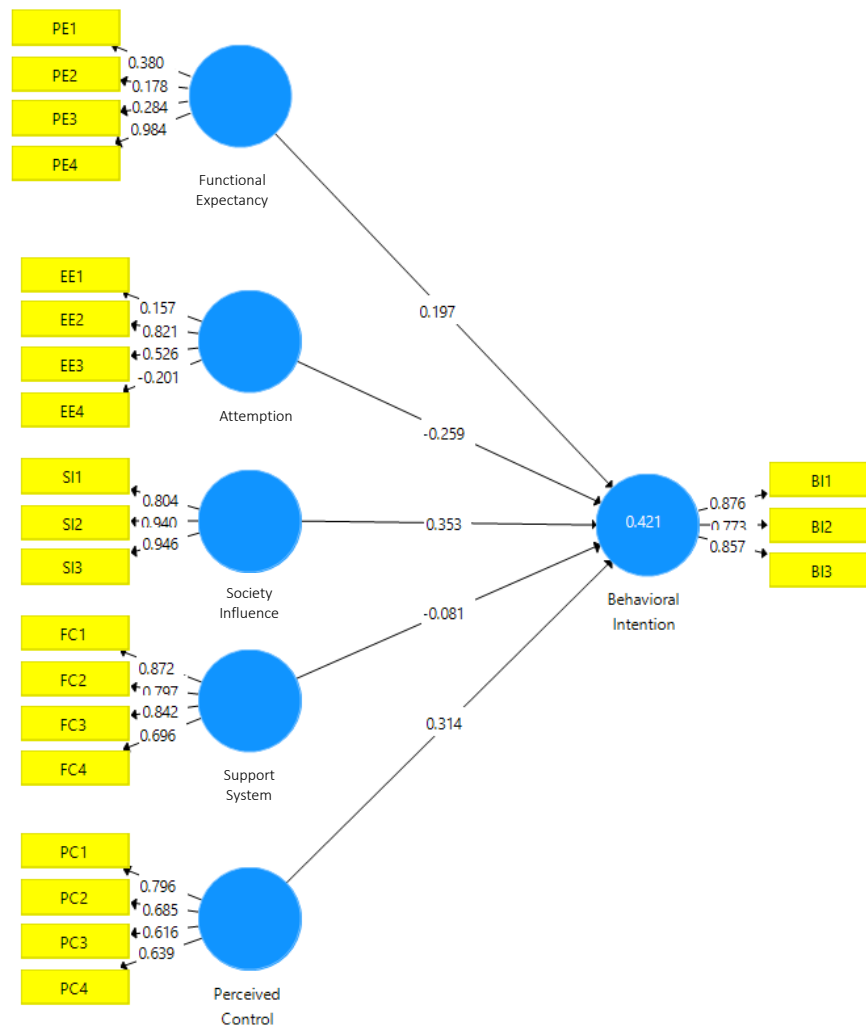 PE1
0.380
PE2
0.178
PE3
0.284
0.984
PE4
Functional
Expectancy
0.197
EE1
0.157
EE2
0.821
EE3
0.526
-0.201
EE4
Attemption
-0.259
SI1
0.804
SI2
0.940
SI3
0.946
Society
Influence
0.353
0.421
Behavioral
Intention
0.876
BI1
0.773
BI2
0.857
BI3
FC1
0.872
FC2
0.797
FC3
0.842
0.696
FC4
Support
System
-0.081
0.314
PC1
0.796
PC2
0.685
PC3
0.616
0.639
PC4
Perceived
Control